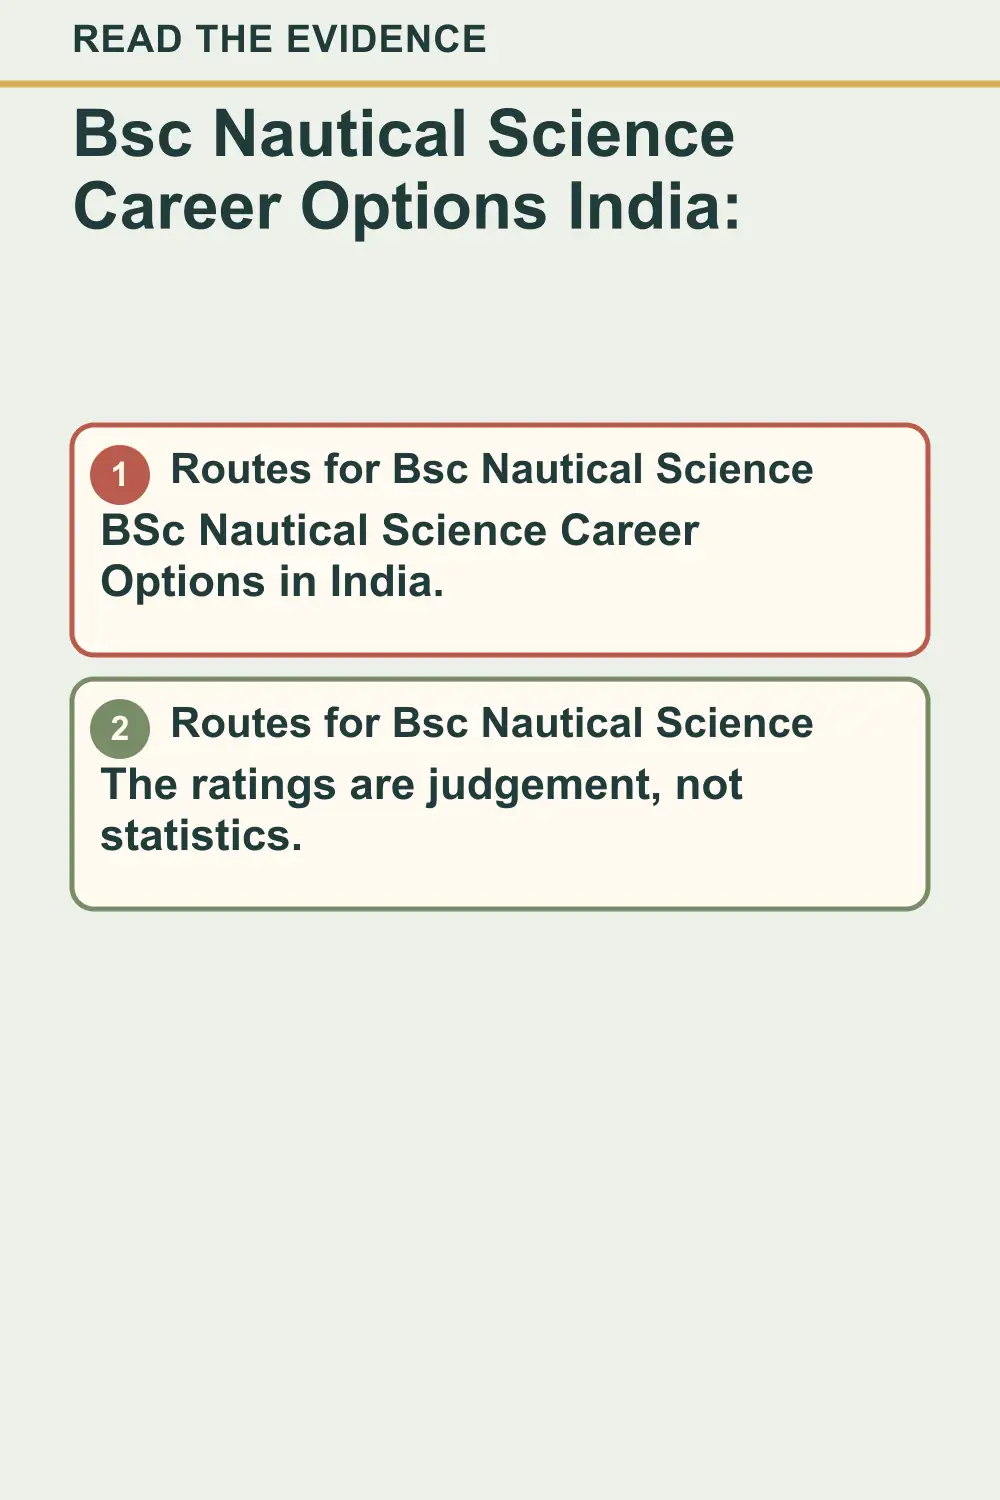 READ THE EVIDENCE
Bsc Nautical Science
Career Options India:
1 Routes for Bsc Nautical Science
BSc Nautical Science Career
Options in India.
2 Routes for Bsc Nautical Science
The ratings are judgement, not
statistics.